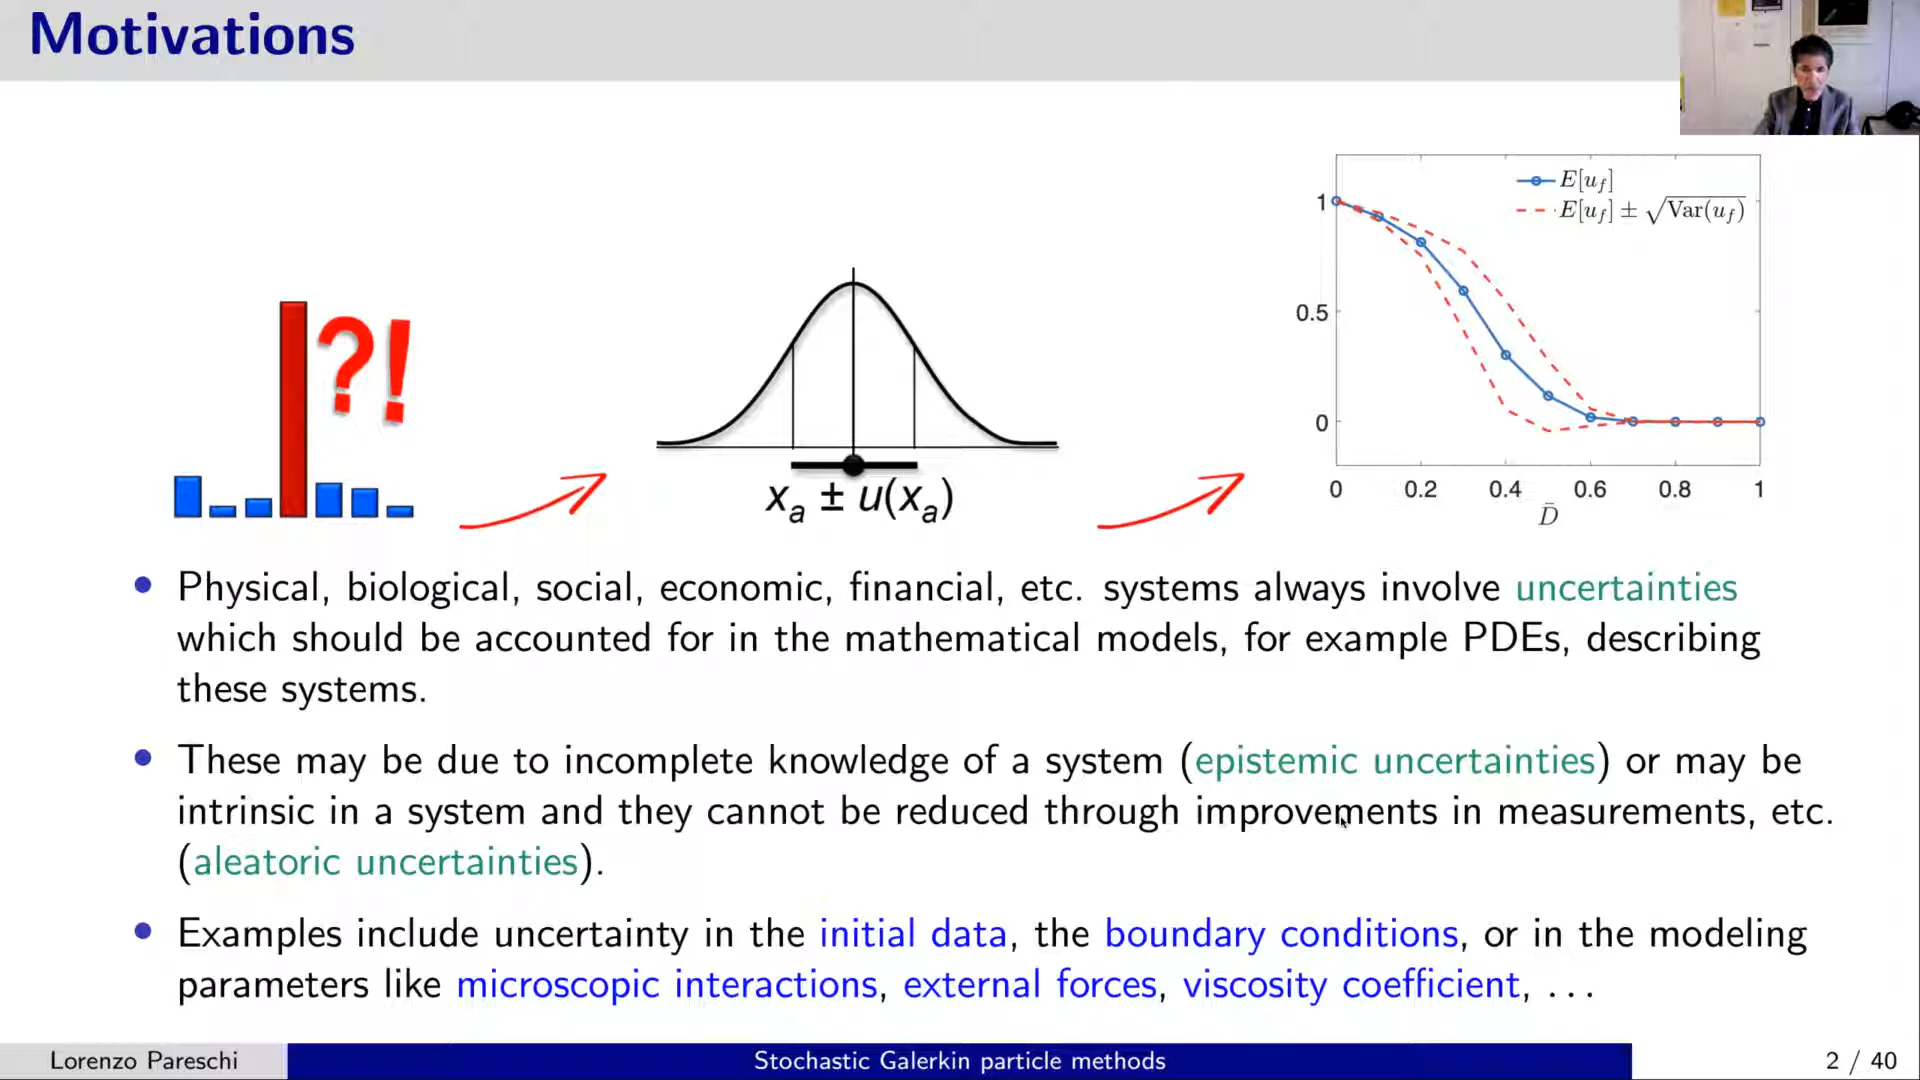 Motivations
?!
x_a ± u(x_a)
E[u_f]
E[u_f] ± √Var(u_f)
1
0.5
0
0 0.2 0.4 0.6 0.8 1
D̄
• Physical, biological, social, economic, financial, etc. systems always involve uncertainties
which should be accounted for in the mathematical models, for example PDEs, describing
these systems.
• These may be due to incomplete knowledge of a system (epistemic uncertainties) or may be
intrinsic in a system and they cannot be reduced through improvements in measurements, etc.
(aleatoric uncertainties).
• Examples include uncertainty in the initial data, the boundary conditions, or in the modeling
parameters like microscopic interactions, external forces, viscosity coefficient, ...
Lorenzo Pareschi
Stochastic Galerkin particle methods
2 / 40